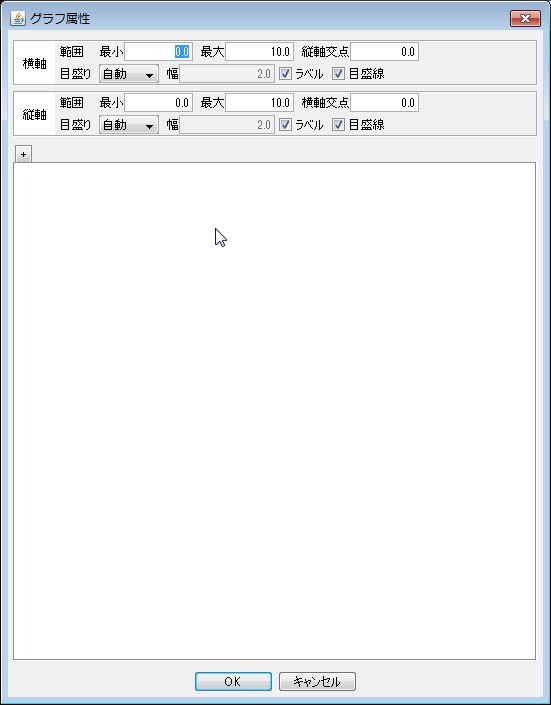 グラフ属性
横軸 範囲 最小 0.0 最大 10.0 縦軸交点 0.0
目盛り 自動 幅 2.0 ラベル 目盛線
縦軸 範囲 最小 0.0 最大 10.0 横軸交点 0.0
目盛り 自動 幅 2.0 ラベル 目盛線
+
OK キャンセル